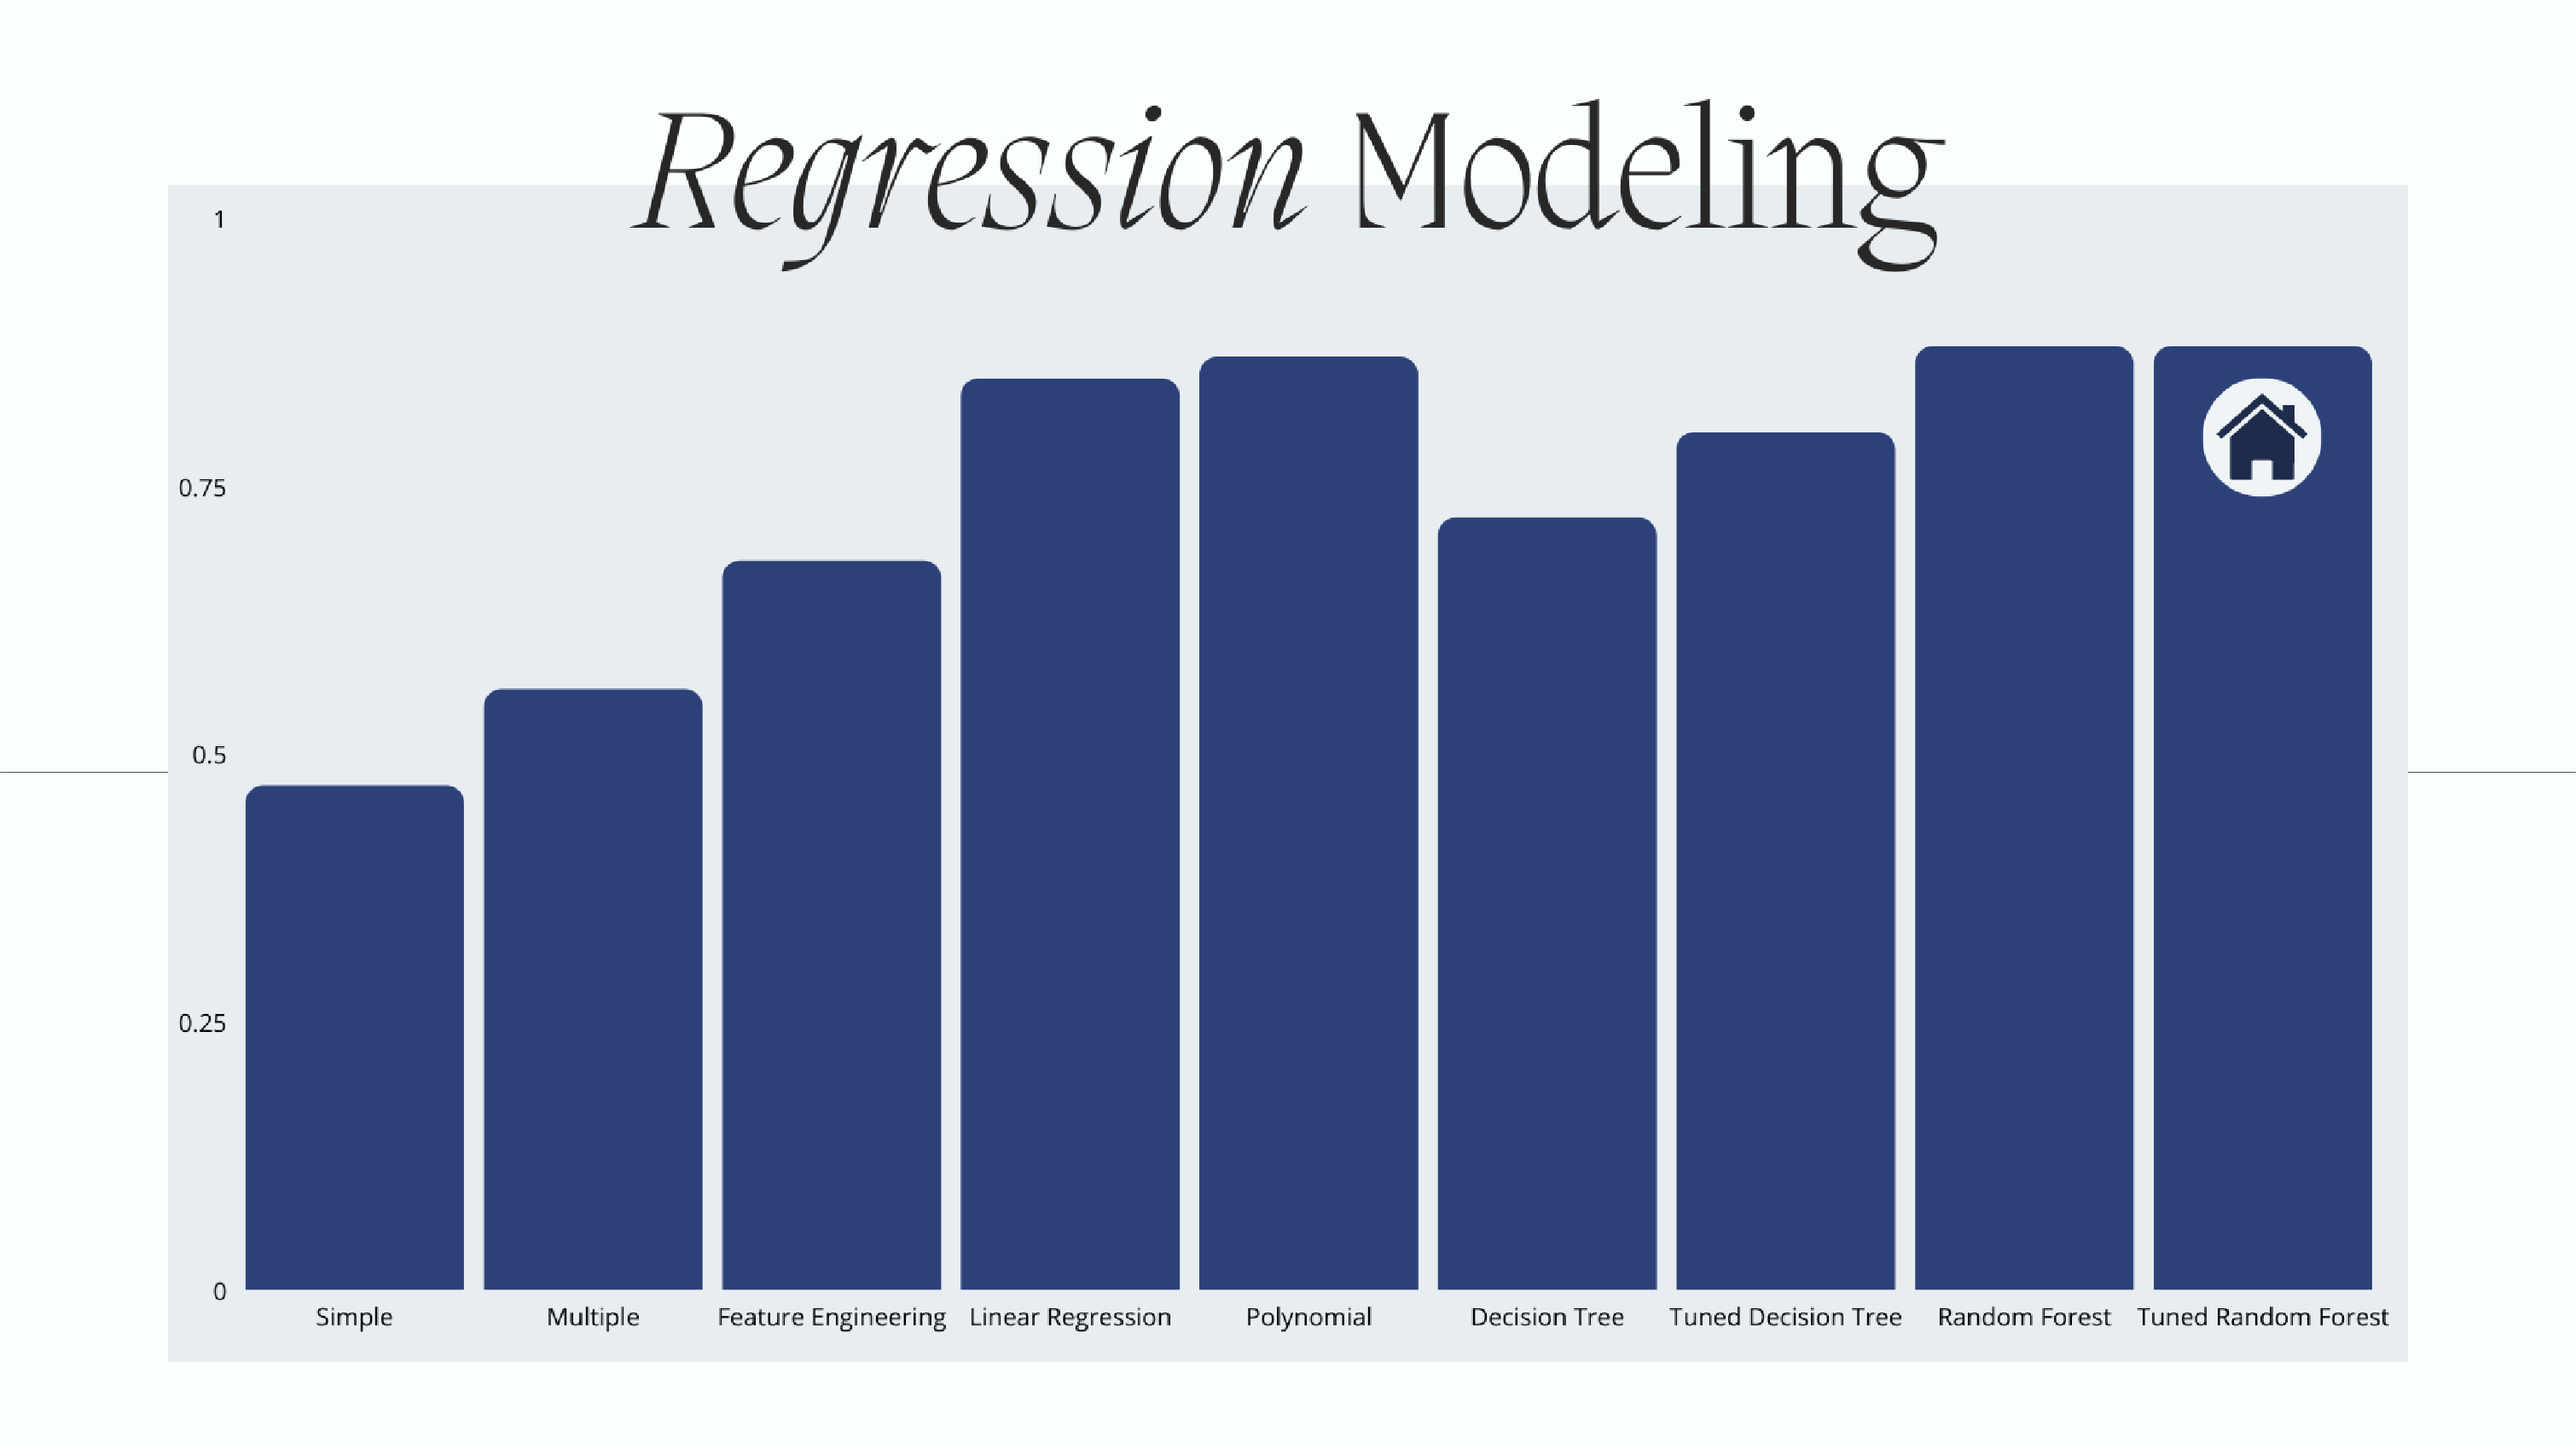 Regression Modeling
1
0.75
0.5
0.25
0
Simple Multiple Feature Engineering Linear Regression Polynomial Decision Tree Tuned Decision Tree Random Forest Tuned Random Forest